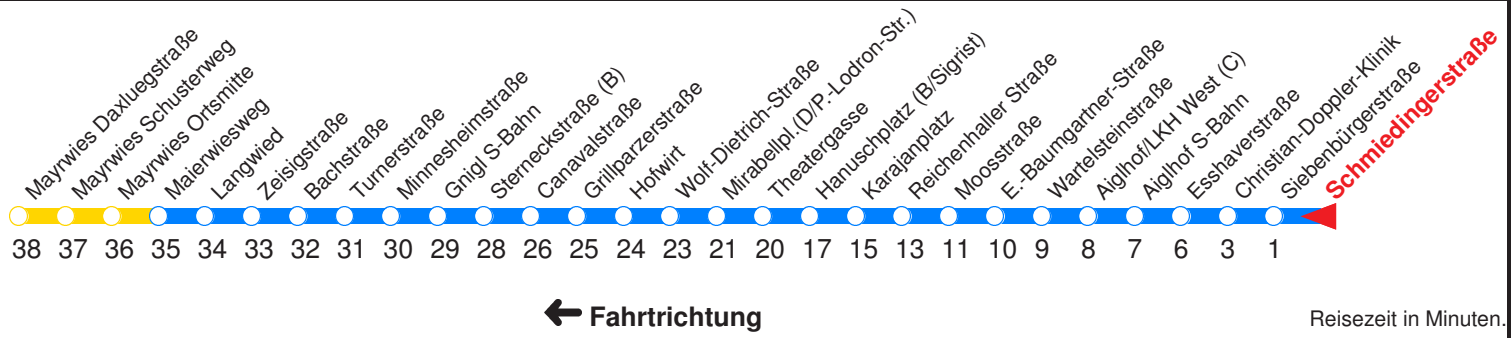 Mayrwies Daxluegstraße
Mayrwies Schusterweg
Mayrwies Ortsmitte
Maierwiesweg
Langwied
Zeisigstraße
Bachstraße
Turnerstraße
Minnesheimstraße
Gnigl S-Bahn
Sterneckstraße (B)
Canavalstraße
Grillparzerstraße
Hofwirt
Wolf-Dietrich-Straße
Mirabellpl.(D/P.-Lodron-Str.)
Theatergasse
Hanuschplatz (B/Sigrist)
Karajanplatz
Reichenhaller Straße
Moosstraße
E.-Baumgartner-Straße
Wartelsteinstraße
Aiglhof/LKH West (C)
Aiglhof S-Bahn
Esshaverstraße
Christian-Doppler-Klinik
Siebenbürgerstraße
Schmiedingerstraße
38 37 36 35 34 33 32 31 30 29 28 26 25 24 23 21 20 17 15 13 11 10 9 8 7 6 3 1
Fahrtrichtung
Reisezeit in Minuten.